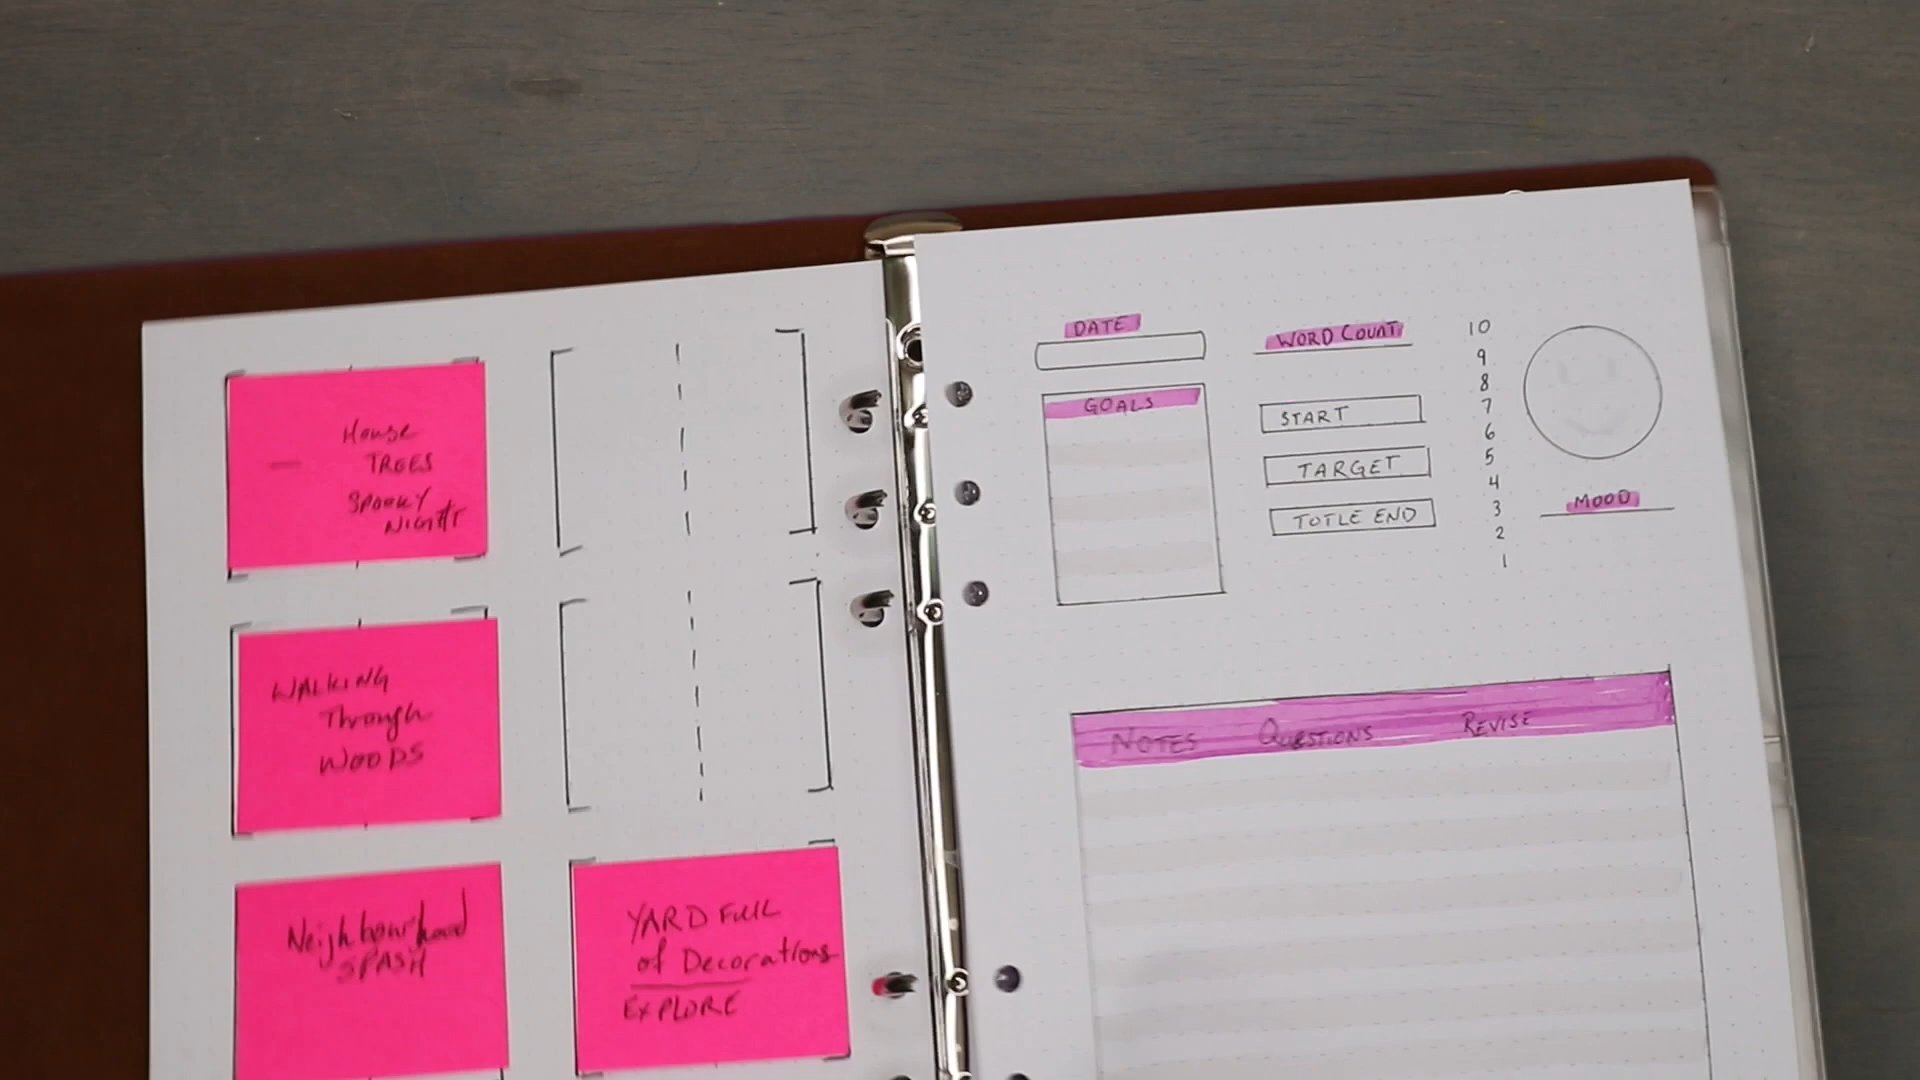 House
TREES
SPOOKY
NIGHT
WALKING
Through
WOODS
Neighbourhood
SPASH
YARD FULL
of Decorations
EXPLORE
DATE
GOALS
WORD COUNT
START
TARGET
TOTLE END
10
9
8
7
6
5
4
3
2
1
MOOD
NOTES QUESTIONS REVISE